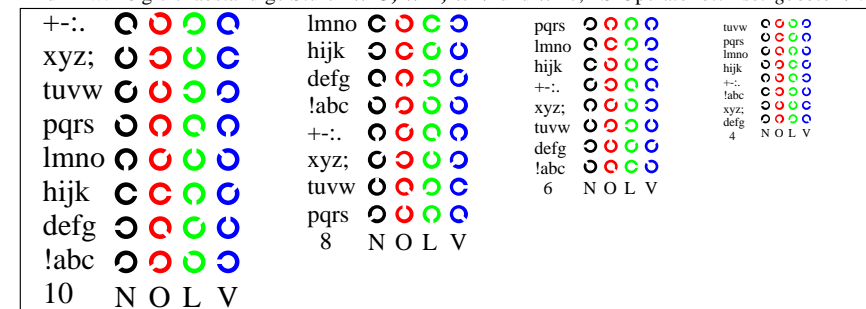 +-:.
xyz;
tuvw
pqrs
lmno
hijk
defg
!abc
10 N O L V
lmno
hijk
defg
!abc
+-:.
xyz;
tuvw
pqrs
8 N O L V
pqrs
lmno
hijk
+-:.
xyz;
tuvw
defg
!abc
6 N O L V
tuvw
pqrs
lmno
hijk
+-:.
!abc
xyz;
defg
4 N O L V